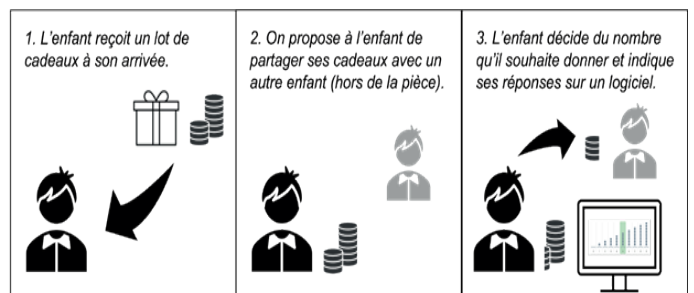 1. L'enfant reçoit un lot de
cadeaux à son arrivée.
2. On propose à l'enfant de
partager ses cadeaux avec un
autre enfant (hors de la pièce).
3. L'enfant décide du nombre
qu'il souhaite donner et indique
ses réponses sur un logiciel.